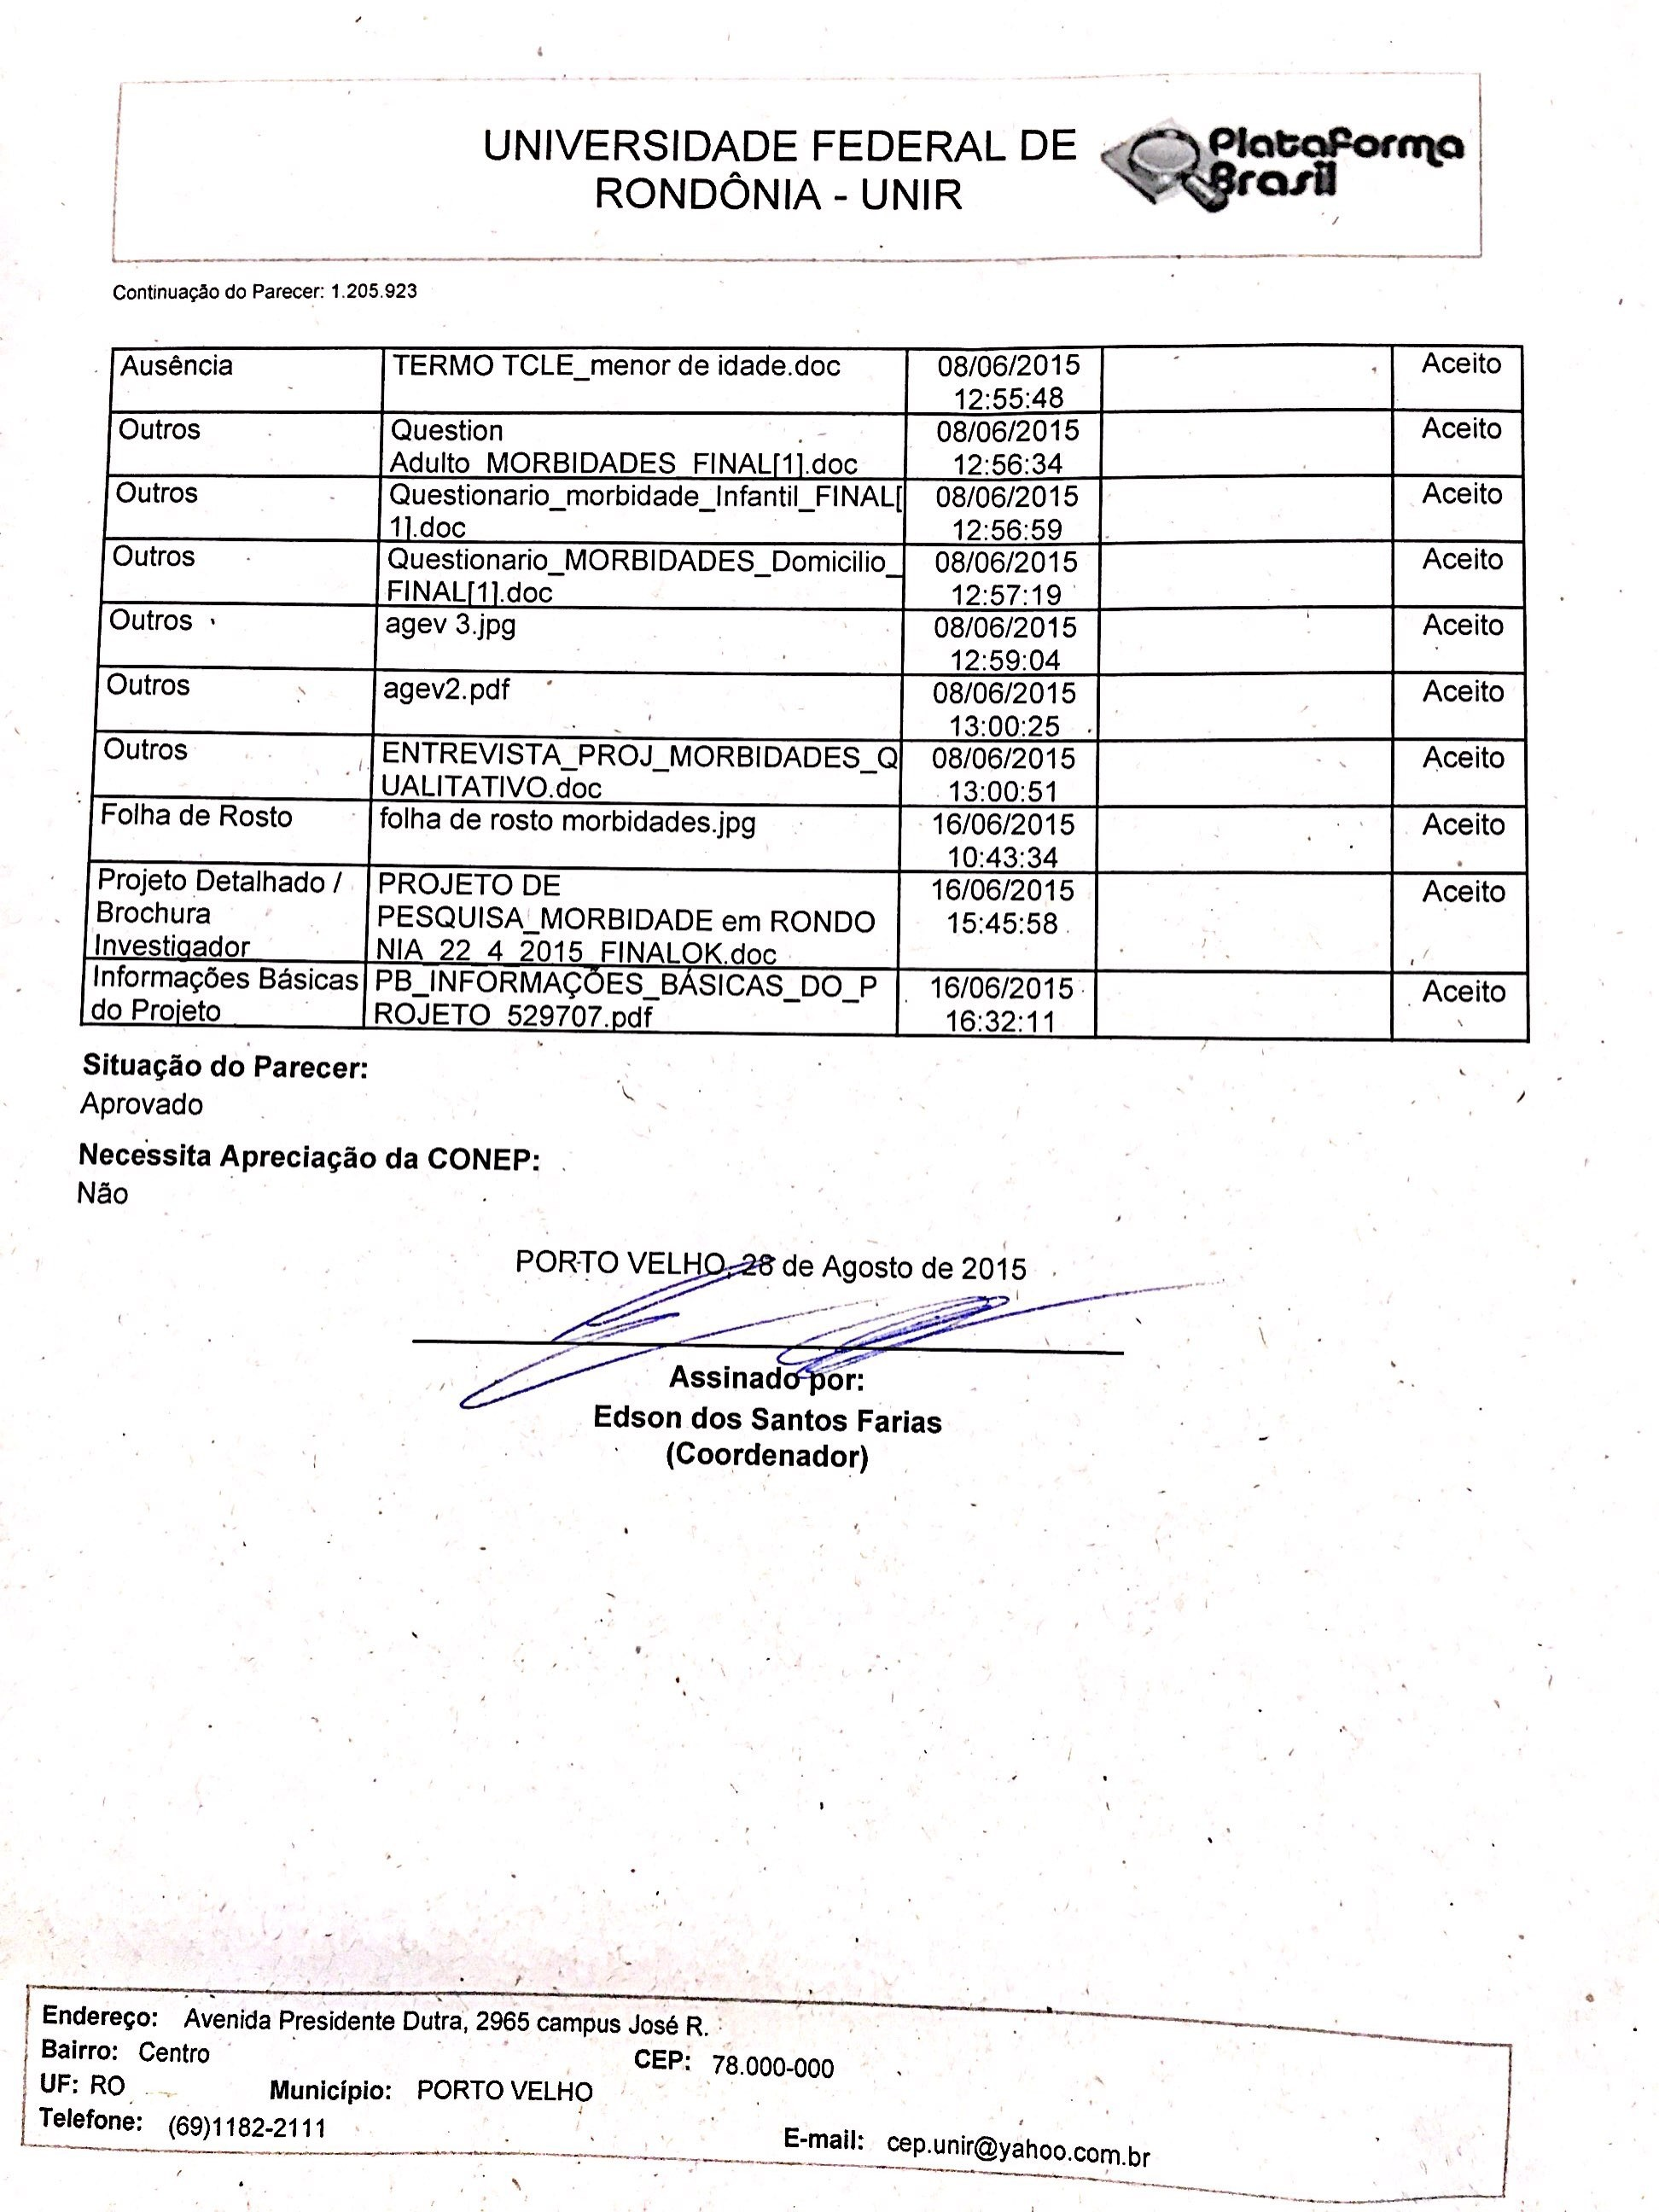 UNIVERSIDADE FEDERAL DE
RONDÔNIA - UNIR
Plataforma
Brasil
Continuação do Parecer: 1.205.923
Ausência TERMO TCLE_menor de idade.doc 08/06/2015 Aceito
12:55:48
Outros Question 08/06/2015 Aceito
Adulto_MORBIDADES_FINAL[1].doc 12:56:34
Outros Questionario_morbidade_Infantil_FINAL[ 08/06/2015 Aceito
1].doc 12:56:59
Outros Questionario_MORBIDADES_Domicilio_ 08/06/2015 Aceito
FINAL[1].doc 12:57:19
Outros agev 3.jpg 08/06/2015 Aceito
12:59:04
Outros agev2.pdf 08/06/2015 Aceito
13:00:25
Outros ENTREVISTA_PROJ_MORBIDADES_Q 08/06/2015 Aceito
UALITATIVO.doc 13:00:51
Folha de Rosto folha de rosto morbidades.jpg 16/06/2015 Aceito
10:43:34
Projeto Detalhado / PROJETO DE 16/06/2015 Aceito
Brochura PESQUISA_MORBIDADE em RONDO 15:45:58
Investigador NIA_22_4_2015_FINALOK.doc
Informações Básicas PB_INFORMAÇÕES_BÁSICAS_DO_P 16/06/2015 Aceito
do Projeto ROJETO_529707.pdf 16:32:11
Situação do Parecer:
Aprovado
Necessita Apreciação da CONEP:
Não
PORTO VELHO, 28 de Agosto de 2015
Assinado por:
Edson dos Santos Farias
(Coordenador)
Endereço: Avenida Presidente Dutra, 2965 campus José R.
Bairro: Centro CEP: 78.000-000
UF: RO Município: PORTO VELHO
Telefone: (69)1182-2111 E-mail: cep.unir@yahoo.com.br